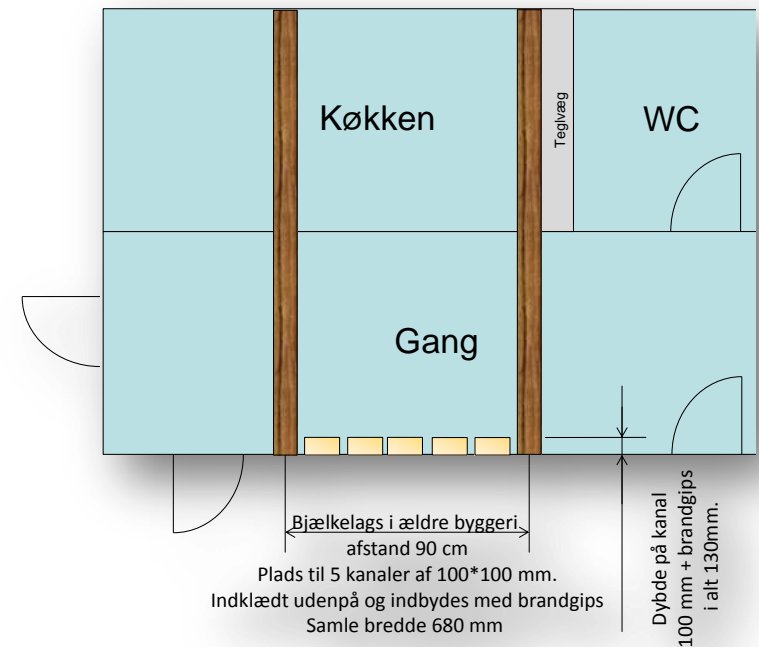 Køkken
WC
Teglvæg
Gang
Bjælkelags i ældre byggeri
afstand 90 cm
Plads til 5 kanaler af 100*100 mm.
Indklædt udenpå og indbydes med brandgips
Samle bredde 680 mm
Dybde på kanal
100 mm + brandgips
i alt 130mm.